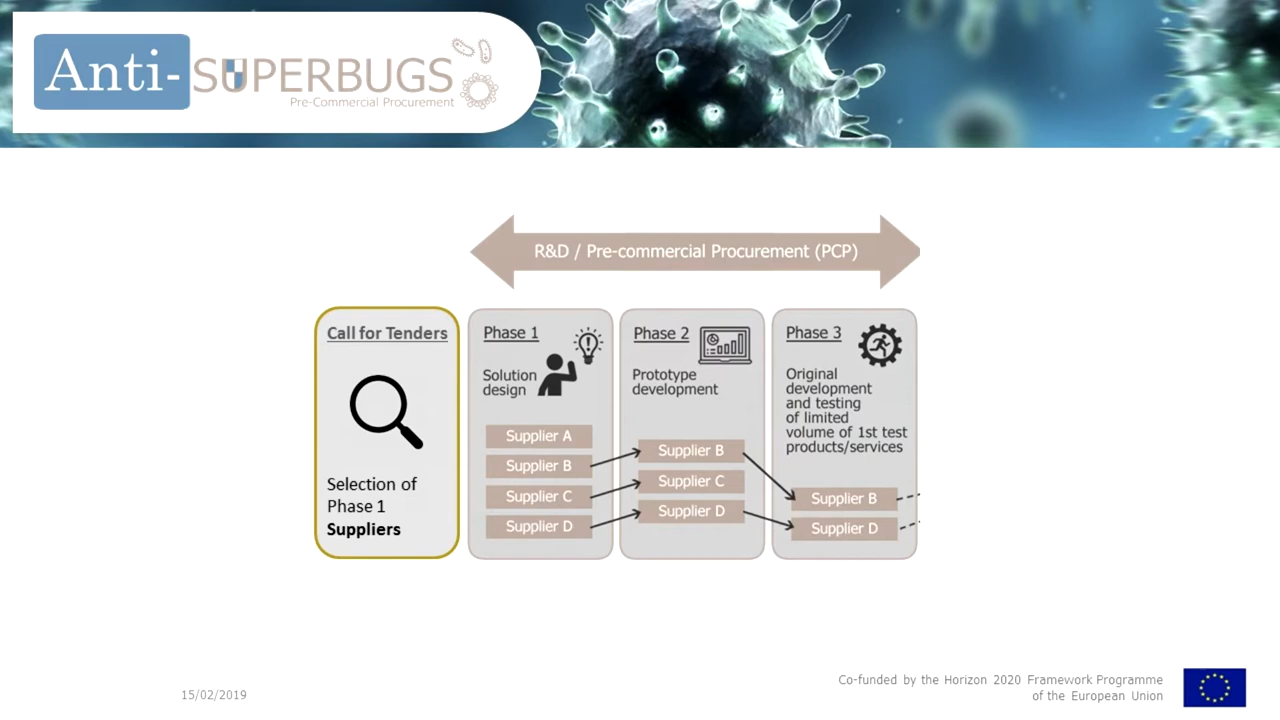 Anti-SUPERBUGS
Pre-Commercial Procurement
R&D / Pre-commercial Procurement (PCP)
Call for Tenders
Selection of
Phase 1
Suppliers
Phase 1
Solution
design
Supplier A
Supplier B
Supplier C
Supplier D
Phase 2
Prototype
development
Supplier B
Supplier C
Supplier D
Phase 3
Original
development
and testing
of limited
volume of 1st test
products/services
Supplier B
Supplier D
15/02/2019
Co-funded by the Horizon 2020 Framework Programme
of the European Union